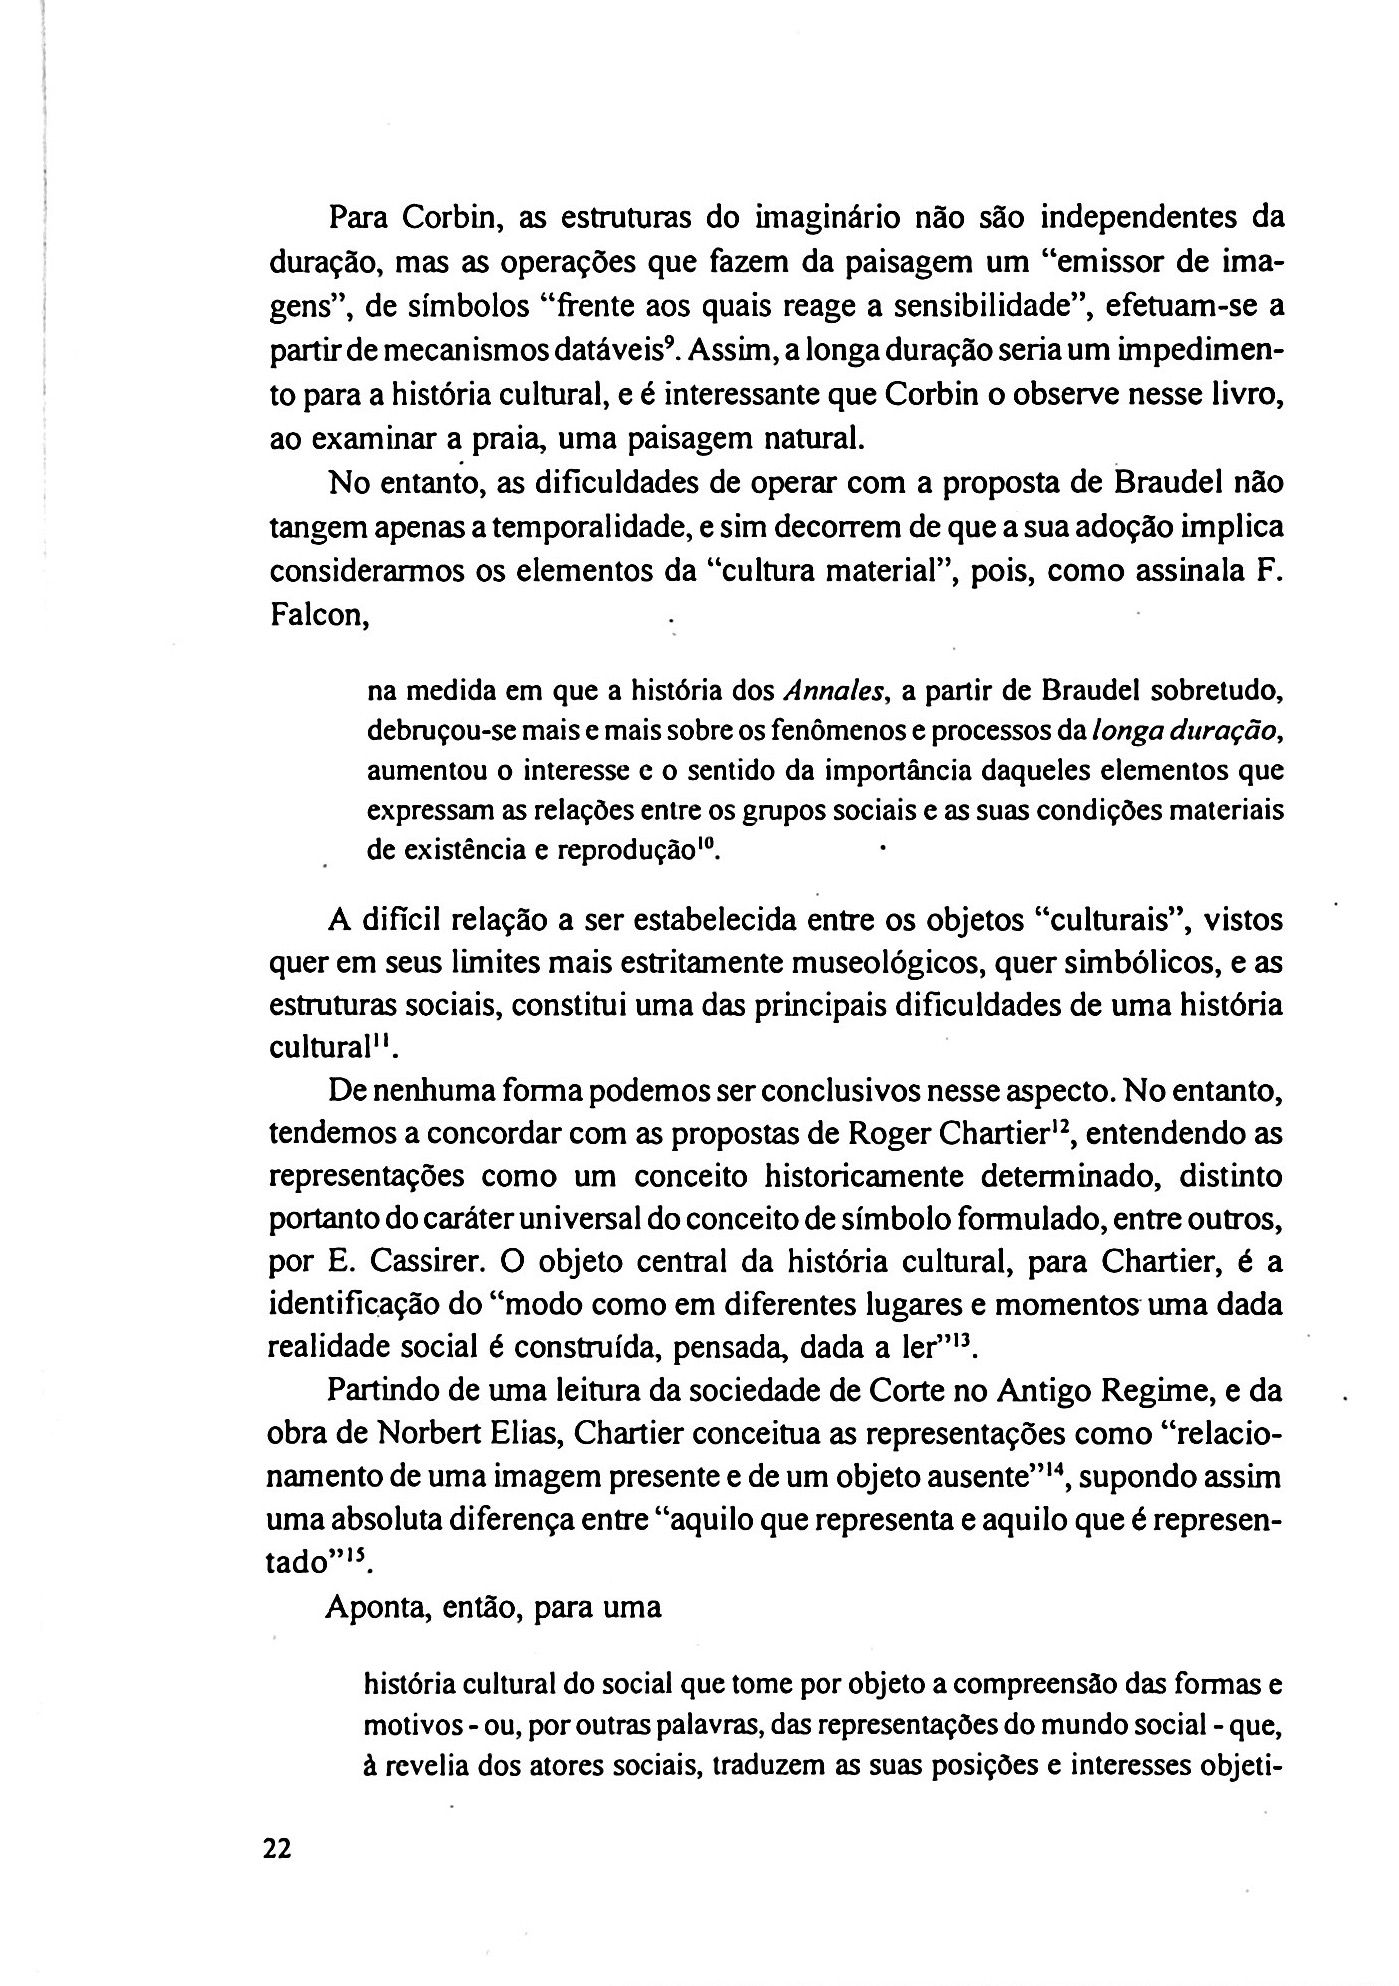 Para Corbin, as estruturas do imaginário não são independentes da
duração, mas as operações que fazem da paisagem um “emissor de ima-
gens”, de símbolos “frente aos quais reage a sensibilidade”, efetuam-se a
partir de mecanismos datáveis⁹. Assim, a longa duração seria um impedimen-
to para a história cultural, e é interessante que Corbin o observe nesse livro,
ao examinar a praia, uma paisagem natural.
No entanto, as dificuldades de operar com a proposta de Braudel não
tangem apenas a temporalidade, e sim decorrem de que a sua adoção implica
considerarmos os elementos da “cultura material”, pois, como assinala F.
Falcon,
na medida em que a história dos Annales, a partir de Braudel sobretudo,
debruçou-se mais e mais sobre os fenômenos e processos da longa duração,
aumentou o interesse e o sentido da importância daqueles elementos que
expressam as relações entre os grupos sociais e as suas condições materiais
de existência e reprodução¹⁰.
A difícil relação a ser estabelecida entre os objetos “culturais”, vistos
quer em seus limites mais estritamente museológicos, quer simbólicos, e as
estruturas sociais, constitui uma das principais dificuldades de uma história
cultural¹¹.
De nenhuma forma podemos ser conclusivos nesse aspecto. No entanto,
tendemos a concordar com as propostas de Roger Chartier¹², entendendo as
representações como um conceito historicamente determinado, distinto
portanto do caráter universal do conceito de símbolo formulado, entre outros,
por E. Cassirer. O objeto central da história cultural, para Chartier, é a
identificação do “modo como em diferentes lugares e momentos uma dada
realidade social é construída, pensada, dada a ler”¹³.
Partindo de uma leitura da sociedade de Corte no Antigo Regime, e da
obra de Norbert Elias, Chartier conceitua as representações como “relacio-
namento de uma imagem presente e de um objeto ausente”¹⁴, supondo assim
uma absoluta diferença entre “aquilo que representa e aquilo que é represen-
tado”¹⁵.
Aponta, então, para uma
história cultural do social que tome por objeto a compreensão das formas e
motivos - ou, por outras palavras, das representações do mundo social - que,
à revelia dos atores sociais, traduzem as suas posições e interesses objeti-
22